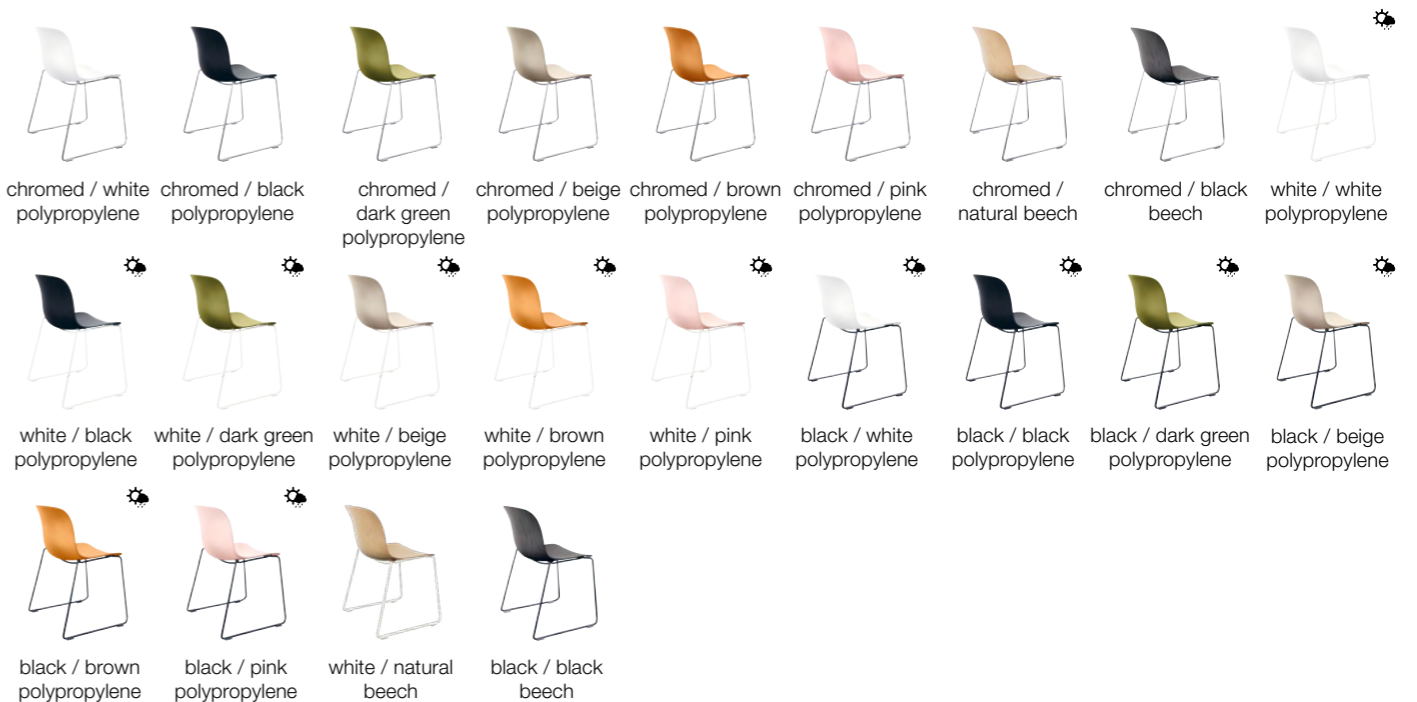 chromed / white
polypropylene
chromed / black
polypropylene
chromed /
dark green
polypropylene
chromed / beige
polypropylene
chromed / brown
polypropylene
chromed / pink
polypropylene
chromed /
natural beech
chromed / black
beech
white / white
polypropylene
white / black
polypropylene
white / dark green
polypropylene
white / beige
polypropylene
white / brown
polypropylene
white / pink
polypropylene
black / white
polypropylene
black / black
polypropylene
black / dark green
polypropylene
black / beige
polypropylene
black / brown
polypropylene
black / pink
polypropylene
white / natural
beech
black / black
beech